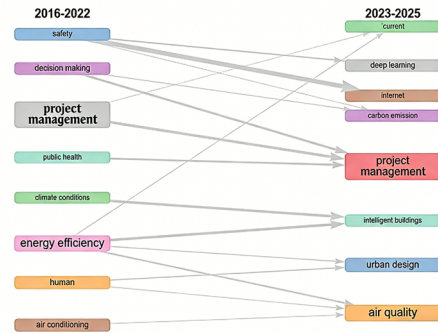 2016-2022
safety
decision making
project
management
public health
climate conditions
energy efficiency
human
air conditioning
2023-2025
'current
deep learning
internet
carbon emission
project
management
intelligent buildings
urban design
air quality